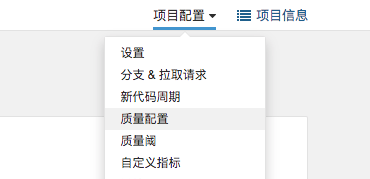 项目配置 项目信息
设置
分支 & 拉取请求
新代码周期
质量配置
质量阈
自定义指标